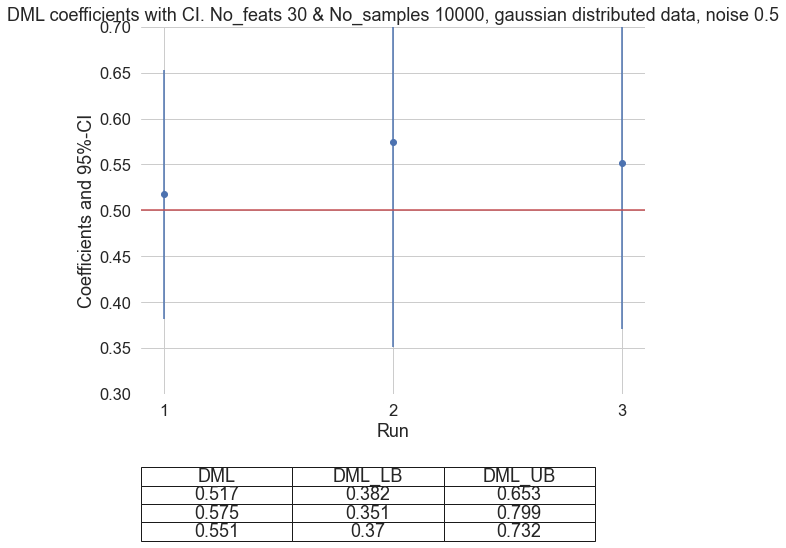 DML coefficients with CI. No_feats 30 & No_samples 10000, gaussian distributed data, noise 0.5
0.70
0.65
0.60
0.55
0.50
0.45
0.40
0.35
0.30
Coefficients and 95%-CI
1 2 3
Run
DML DML_LB DML_UB
0.517 0.382 0.653
0.575 0.351 0.799
0.551 0.37 0.732